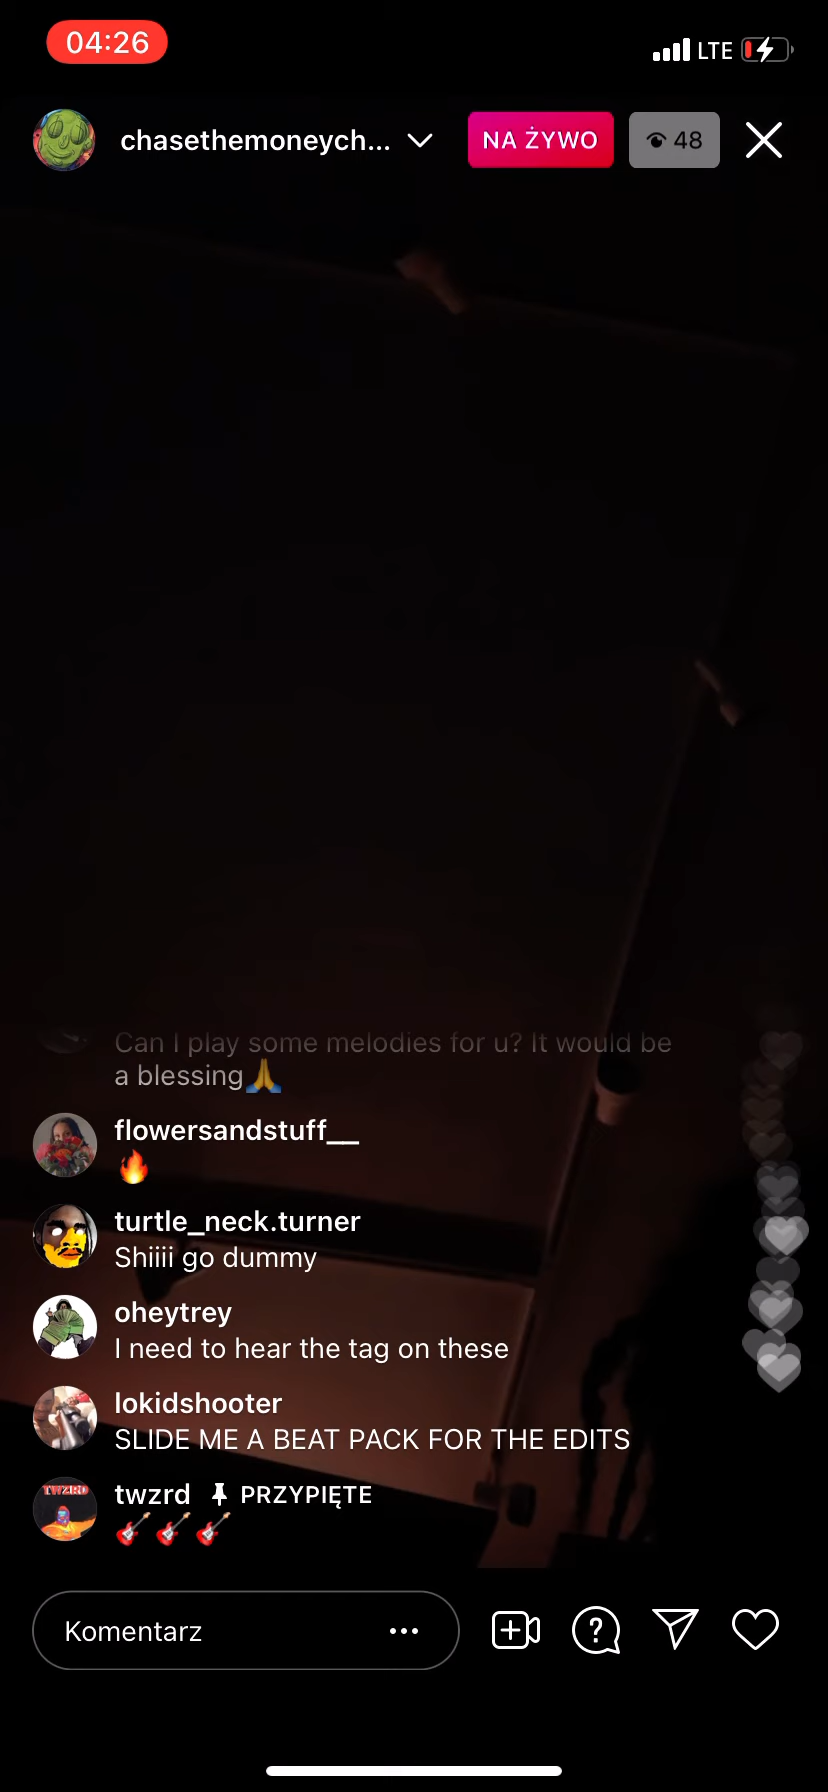 04:26
LTE
chasethemoneych...
NA ŻYWO
48
Can I play some melodies for u? It would be
a blessing🙏
flowersandstuff__
🔥
turtle_neck.turner
Shiiii go dummy
oheytrey
I need to hear the tag on these
lokidshooter
SLIDE ME A BEAT PACK FOR THE EDITS
TWZRD
twzrd PRZYPIĘTE
🎸🎸🎸
Komentarz